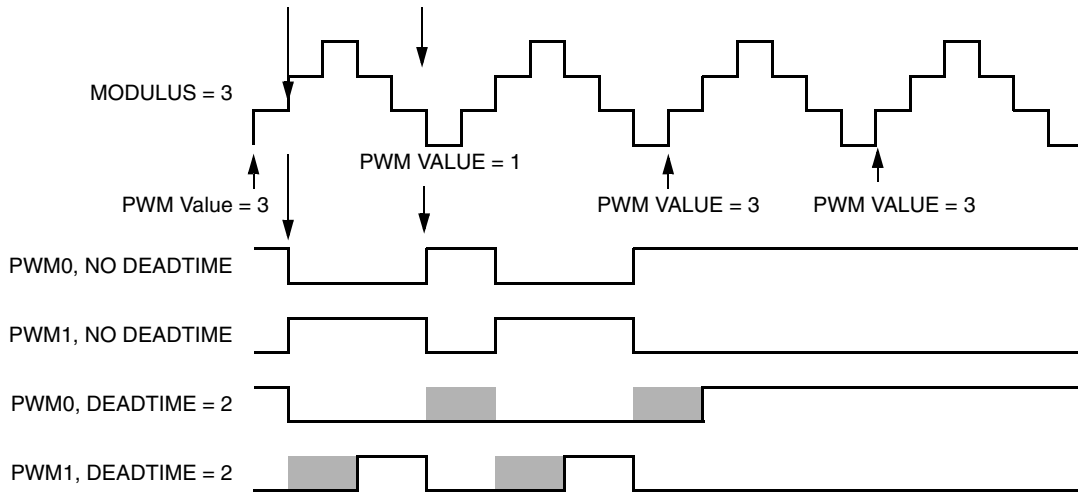 MODULUS = 3
PWM VALUE = 1
PWM Value = 3
PWM VALUE = 3
PWM VALUE = 3
PWM0, NO DEADTIME
PWM1, NO DEADTIME
PWM0, DEADTIME = 2
PWM1, DEADTIME = 2